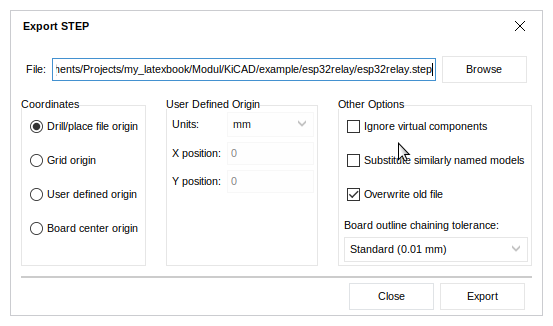 Export STEP
File: nents/Projects/my_latexbook/Modul/KiCAD/example/esp32relay/esp32relay.step Browse
Coordinates User Defined Origin Other Options
Drill/place file origin Units: mm Ignore virtual components
Grid origin X position: 0 Substitute similarly named models
User defined origin Y position: 0 Overwrite old file
Board center origin Board outline chaining tolerance:
Standard (0.01 mm)
Close Export